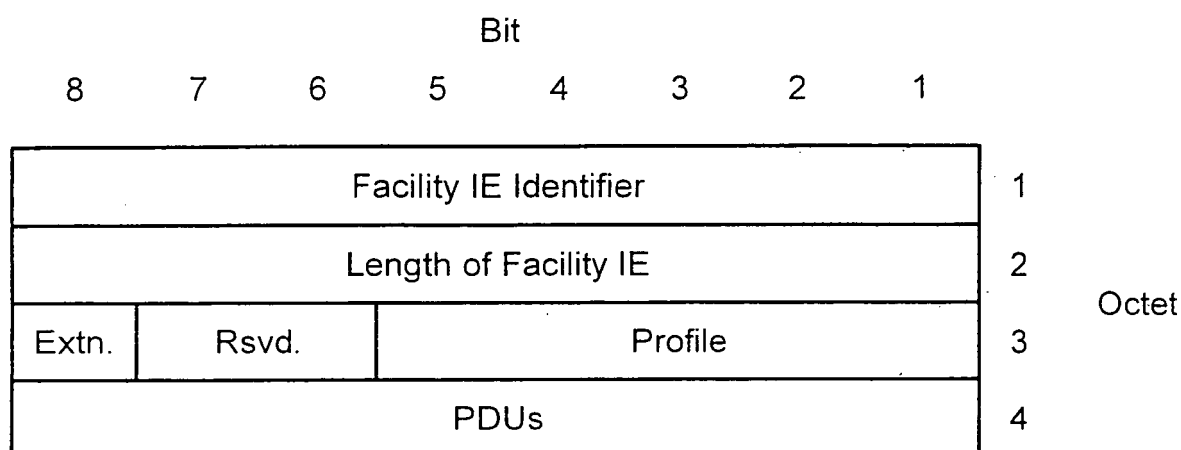 Bit
8 7 6 5 4 3 2 1
Facility IE Identifier 1
Length of Facility IE 2
Octet
Extn. Rsvd. Profile 3
PDUs 4